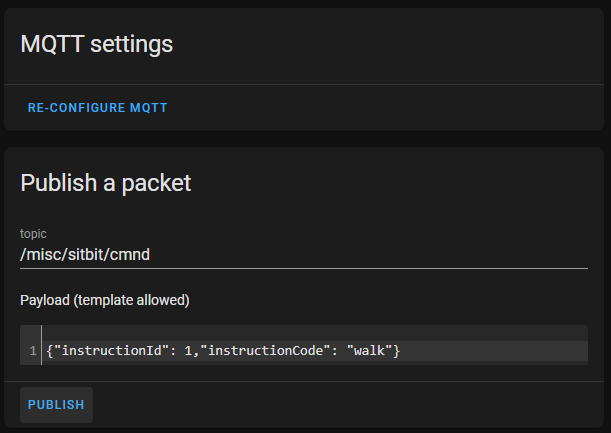 MQTT settings
RE-CONFIGURE MQTT
Publish a packet
topic
/misc/sitbit/cmnd
Payload (template allowed)
1 {"instructionId": 1,"instructionCode": "walk"}
PUBLISH